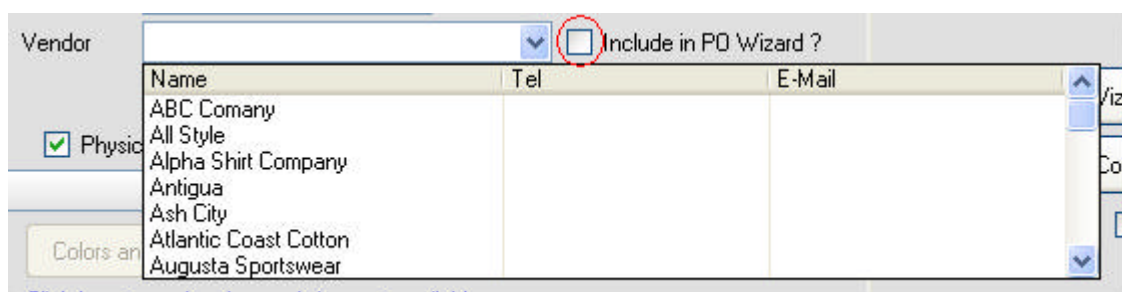 Vendor Include in PO Wizard ?
Name Tel E-Mail
ABC Comany
All Style
Physic
Alpha Shirt Company
Antigua
Ash City
Atlantic Coast Cotton
Colors an
Augusta Sportswear